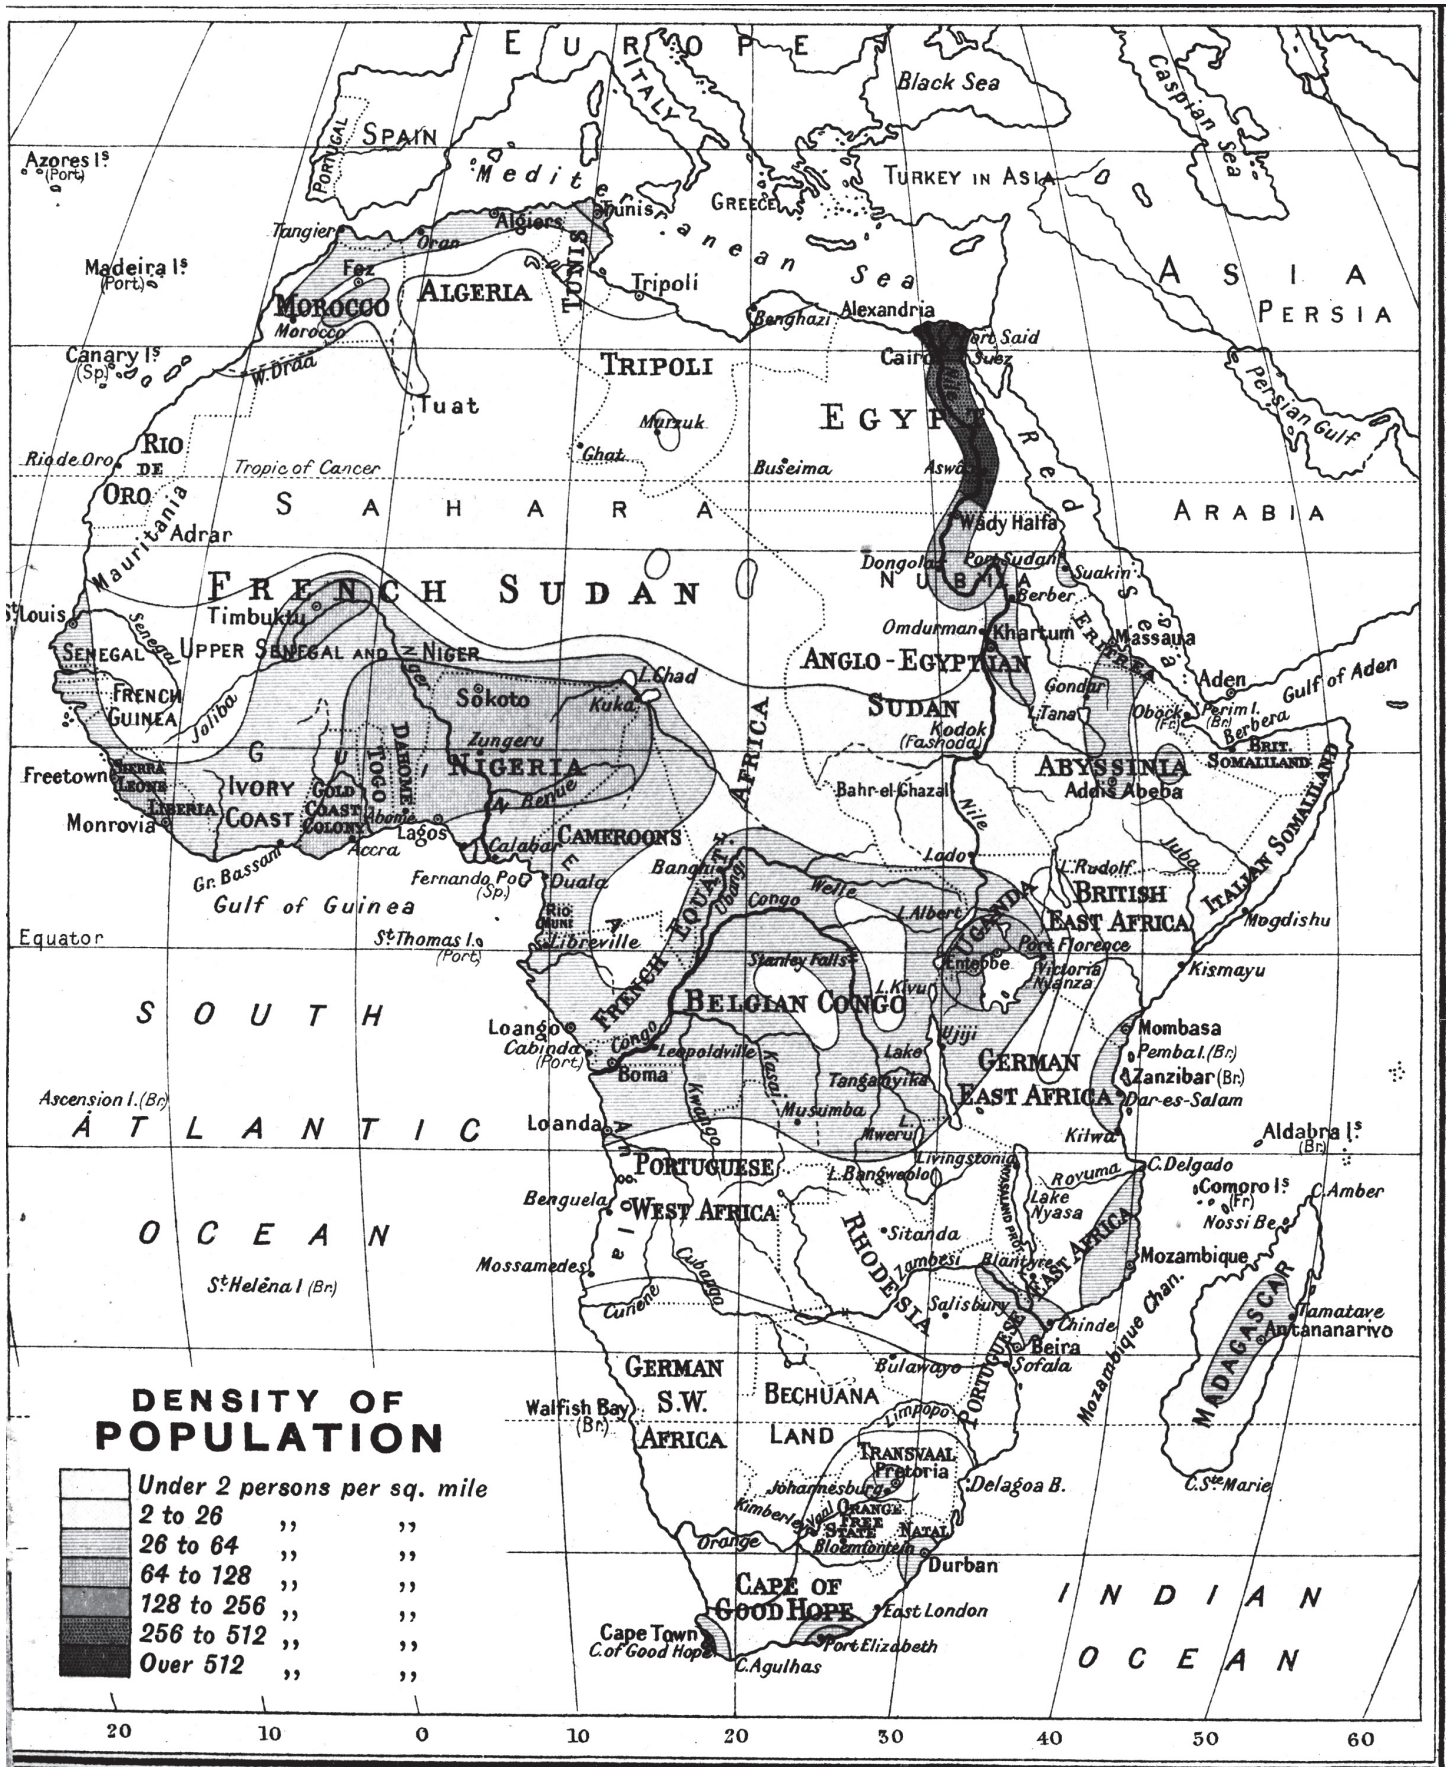 EUROPE
Black Sea
Caspian Sea
ITALY
SPAIN
PORTUGAL
Azores Is.
(Port)
Mediterranean Sea
GREECE
TURKEY IN ASIA
Tangier
Oran
Algiers
Tunis
TUNIS
Madeira Is.
(Port)
Fez
MOROCCO
Morocco
ALGERIA
Tripoli
Benghazi
Alexandria
Port Said
Cairo
Suez
ASIA
PERSIA
Persian Gulf
Canary Is.
(Sp.)
W. Draa
Tuat
TRIPOLI
Murzuk
Ghat
EGYPT
Nile
Red Sea
Rio de Oro
RIO
DE
ORO
Tropic of Cancer
Buseima
Aswân
SAHARA
ARABIA
Mauritania
Adrar
Wady Halfa
Dongola
Port Sudan
NUBIA
Suakin
Berber
FRENCH SUDAN
Timbuktu
St. Louis
Senegal
SENEGAL
UPPER SENEGAL AND NIGER
Niger
Omdurman
Khartum
ERITREA
Massaua
ANGLO-EGYPTIAN
SUDAN
Aden
Gulf of Aden
FRENCH
GUINEA
Joliba
Sokoto
L. Chad
Kuka
Gondar
L. Tana
Obock
(Fr.)
Perim I.
(Br.)
Berbera
BRIT.
SOMALILAND
Kodok
(Fashoda)
GUINEA
Zungeru
NIGERIA
Freetown
SIERRA
LEONE
LIBERIA
IVORY
COAST
GOLD
COAST
COLONY
TOGO
DAHOME
Abome
Benue
ABYSSINIA
Addis Abeba
Bahr-el-Ghazal
Nile
Monrovia
Lagos
CAMEROONS
Calabar
Gr. Bassam
Accra
Fernando Po
(Sp.)
Duala
Banghi
Ubangi
Lado
L. Rudolf
Juba
ITALIAN SOMALILAND
Gulf of Guinea
RIO
MUNI
Welle
Congo
L. Albert
UGANDA
BRITISH
EAST AFRICA
Mogdishu
Equator
St. Thomas I.
(Port)
Libreville
FRENCH EQUAT. AFRICA
Stanley Falls
Entebbe
Port Florence
Victoria
Nyanza
Kismayu
SOUTH
ATLANTIC
OCEAN
BELGIAN CONGO
L. Kivu
Ujiji
Loango
Cabinda
(Port)
Congo
Leopoldville
Boma
Kwango
Kasai
Lake
Tanganyika
GERMAN
EAST AFRICA
Mombasa
Pemba I. (Br.)
Zanzibar (Br.)
Dar-es-Salam
Ascension I. (Br.)
Loanda
Musumba
L.
Mweru
Kilwa
Aldabra Is.
(Br.)
Angola
PORTUGUESE
WEST AFRICA
L. Bangweolo
Livingstonia
Rovuma
C. Delgado
Comoro Is.
(Fr)
Nossi Be
C. Amber
Benguela
Lake
Nyasa
NYASALAND PROT.
Sitanda
Zambesi
Blantyre
Mozambique
St. Helena I (Br.)
Mossamedes
Cubango
Cunene
RHODESIA
Salisbury
PORTUGUESE EAST AFRICA
Chinde
Beira
Sofala
Mozambique Chan.
MADAGASCAR
Tamatave
Antananarivo
GERMAN
S.W.
AFRICA
Bulawayo
Walfish Bay
(Br.)
BECHUANA
LAND
Limpopo
TRANSVAAL
Pretoria
Johannesburg
Delagoa B.
C. Ste. Marie
Kimberley
Vaal
ORANGE
FREE
STATE
NATAL
Orange
Bloemfontein
Durban
CAPE OF
GOOD HOPE
East London
Cape Town
C. of Good Hope
Port Elizabeth
C. Agulhas
INDIAN
OCEAN
DENSITY OF
POPULATION
Under 2 persons per sq. mile
2 to 26 ,, ,,
26 to 64 ,, ,,
64 to 128 ,, ,,
128 to 256 ,, ,,
256 to 512 ,, ,,
Over 512 ,, ,,
20 10 0 10 20 30 40 50 60